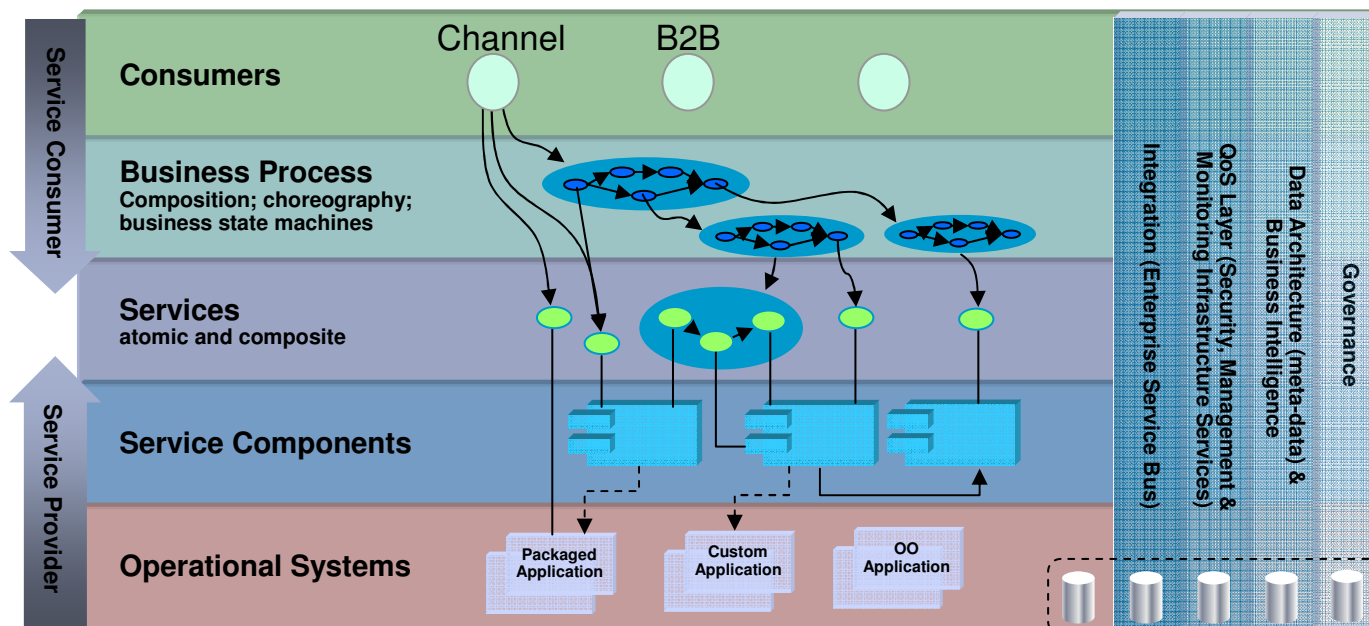 Channel
B2B
Service Consumer
Consumers
Business Process
Composition; choreography;
business state machines
Services
atomic and composite
Service Provider
Service Components
Operational Systems
Packaged
Application
Custom
Application
OO
Application
Integration (Enterprise Service Bus)
QoS Layer (Security, Management &
Monitoring Infrastructure Services)
Data Architecture (meta-data) &
Business Intelligence
Governance